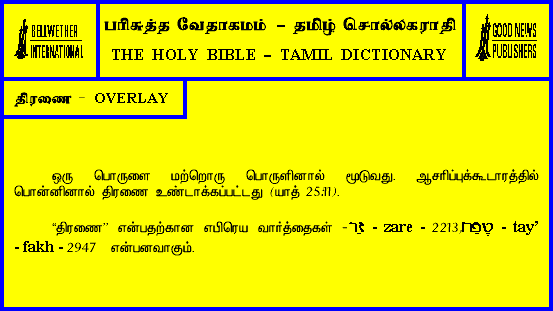 BELLWETHER
INTERNATIONAL
பரிசுத்த வேதாகமம் – தமிழ் சொல்லகராதி
THE HOLY BIBLE – TAMIL DICTIONARY
GOOD NEWS
PUBLISHERS
திரணை – OVERLAY
ஒரு பொருளை மற்றொரு பொருளினால் மூடுவது. ஆசரிப்புக்கூடாரத்தில்
பொன்னினால் திரணை உண்டாக்கப்பட்டது (யாத் 25:11).
“திரணை” என்பதற்கான எபிரெய வார்த்தைகள் - - zare - 2213, - tay’
- fakh - 2947 என்பனவாகும்.